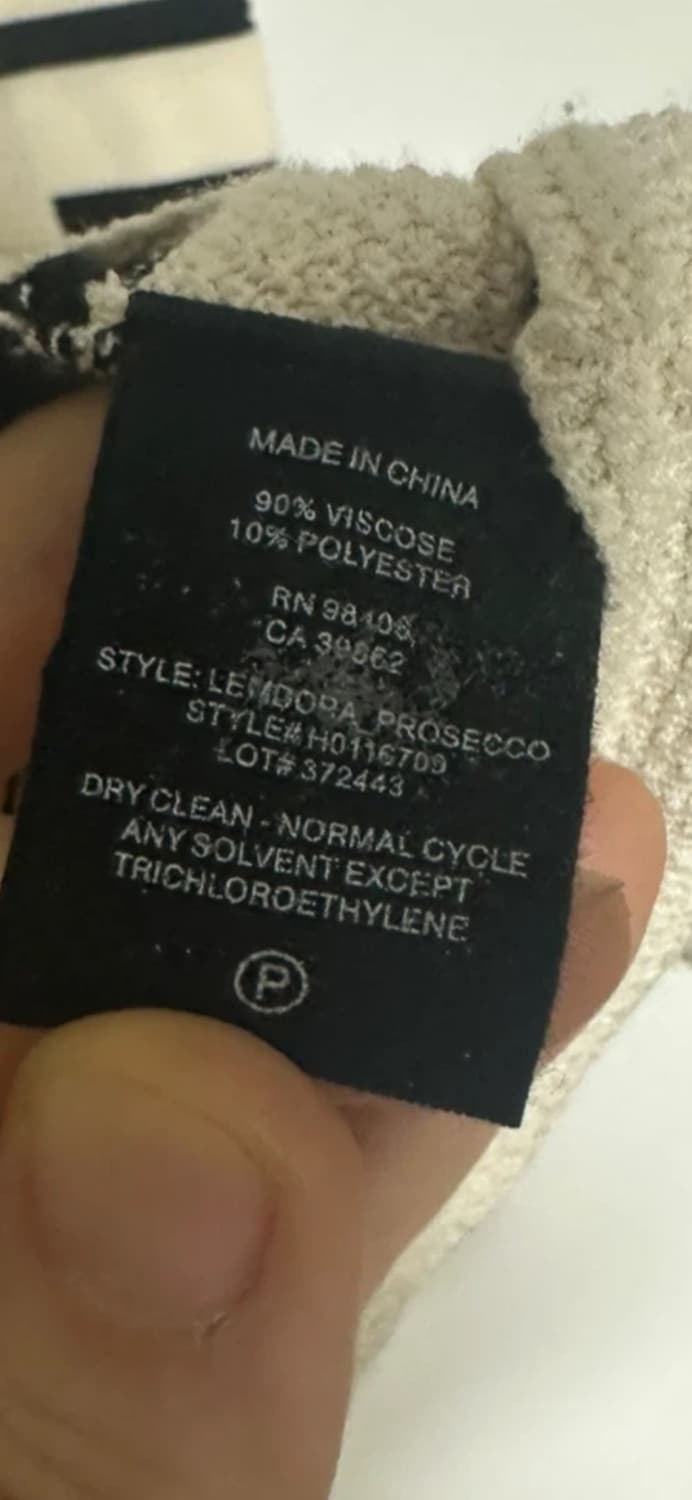 MADE IN CHINA
90% VISCOSE
10% POLYESTER
RN
CA
STYLE: PROSECCO
STYLE# H0116709
LOT# 372443
DRY CLEAN - NORMAL CYCLE
ANY SOLVENT EXCEPT
TRICHLOROETHYLENE
P